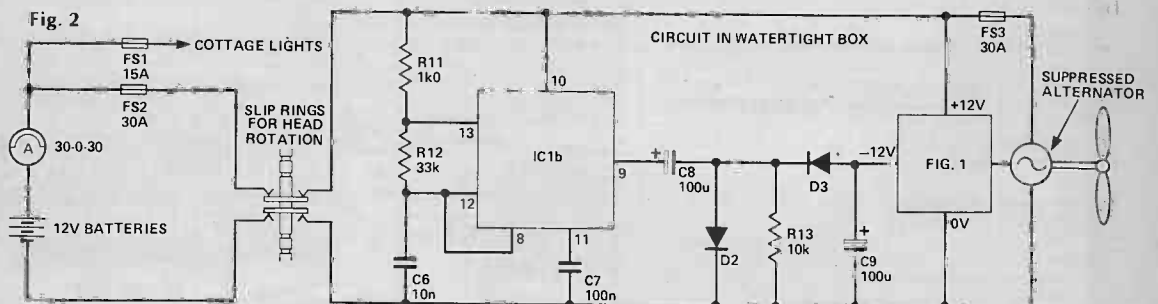 Fig. 2
FS1
15A
COTTAGE LIGHTS
FS2
30A
A
30-0-30
12V BATTERIES
SLIP RINGS
FOR HEAD
ROTATION
R11
1k0
R12
33k
C6
10n
10
13
12
IC1b
9
8
11
C7
100n
+
C8
100u
D2
R13
10k
D3
+
C9
100u
CIRCUIT IN WATERTIGHT BOX
FS3
30A
+12V
-12V
FIG. 1
0V
SUPPRESSED
ALTERNATOR